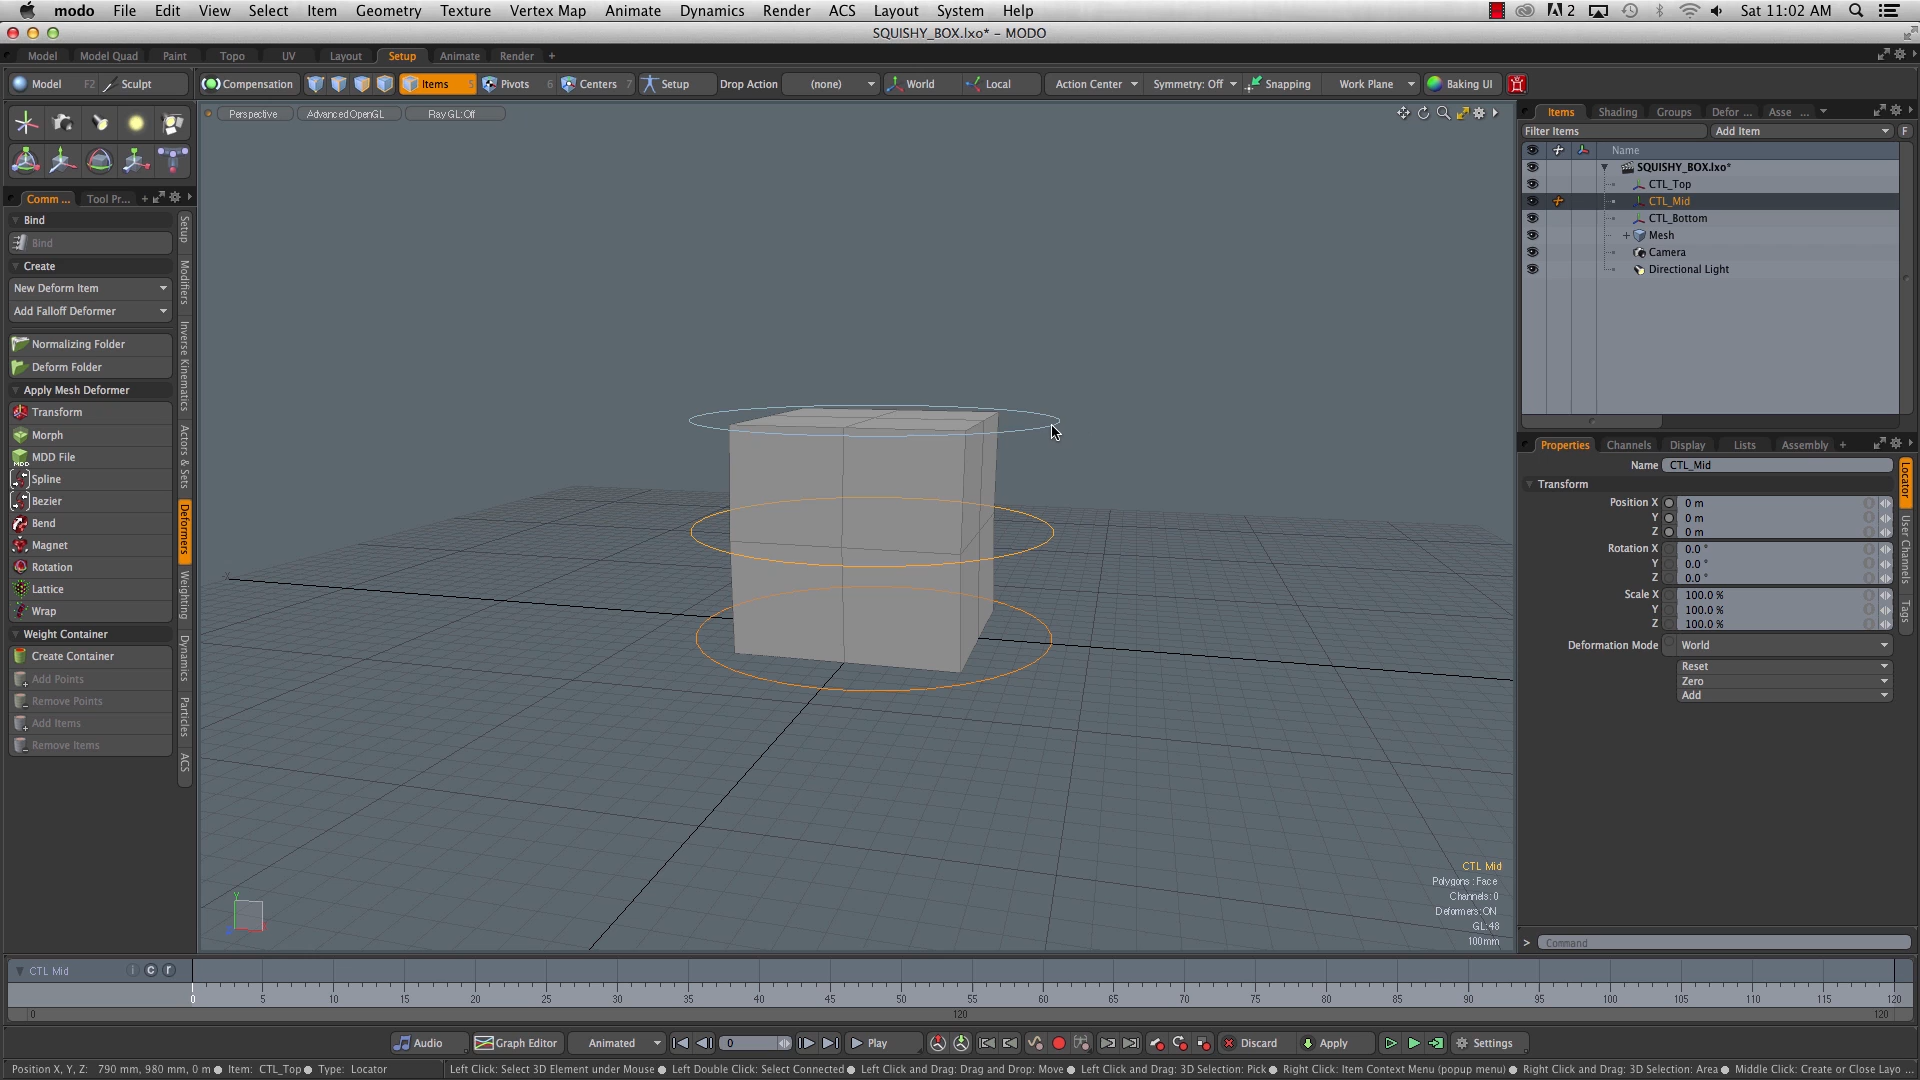 modo File Edit View Select Item Geometry Texture Vertex Map Animate Dynamics Render ACS Layout System Help 2 Sat 11:02 AM
SQUISHY_BOX.lxo* – MODO
Model Model Quad Paint Topo UV Layout Setup Animate Render +
Model F2 Sculpt Compensation Items 5 Pivots 6 Centers 7 Setup Drop Action (none) World Local Action Center Symmetry: Off Snapping Work Plane Baking UI
Perspective Advanced OpenGL Ray GL: Off
Comm ... Tool Pr... +
Bind
Bind
Create
New Deform Item
Add Falloff Deformer
Normalizing Folder
Deform Folder
Apply Mesh Deformer
Transform
Morph
MDD File
Spline
Bezier
Bend
Magnet
Rotation
Lattice
Wrap
Weight Container
Create Container
Add Points
Remove Points
Add Items
Remove Items
Setup
Modifiers
Inverse Kinematics
Actors & Sets
Deformers
Weighting
Dynamics
Particles
ACS
CTL Mid
Polygons : Face
Channels: 0
Deformers: ON
GL: 48
100mm
Items Shading Groups Defor ... Asse ...
Filter Items Add Item F
Name
SQUISHY_BOX.lxo*
CTL_Top
CTL_Mid
CTL_Bottom
Mesh
Camera
Directional Light
Properties Channels Display Lists Assembly +
Name CTL_Mid
Transform
Position X 0 m
Y 0 m
Z 0 m
Rotation X 0.0 °
Y 0.0 °
Z 0.0 °
Scale X 100.0 %
Y 100.0 %
Z 100.0 %
Deformation Mode World
Reset
Zero
Add
Locator
User Channels
Tags
> Command
CTL Mid i c r
0 5 10 15 20 25 30 35 40 45 50 55 60 65 70 75 80 85 90 95 100 105 110 115 120
0 120 120
Audio Graph Editor Animated 0 Play Discard Apply Settings
Position X, Y, Z: 790 mm, 980 mm, 0 m Item: CTL_Top Type: Locator Left Click: Select 3D Element under Mouse Left Double Click: Select Connected Left Click and Drag: Drag and Drop: Move Left Click and Drag: 3D Selection: Pick Right Click: Item Context Menu (popup menu) Right Click and Drag: 3D Selection: Area Middle Click: Create or Close Layo ...